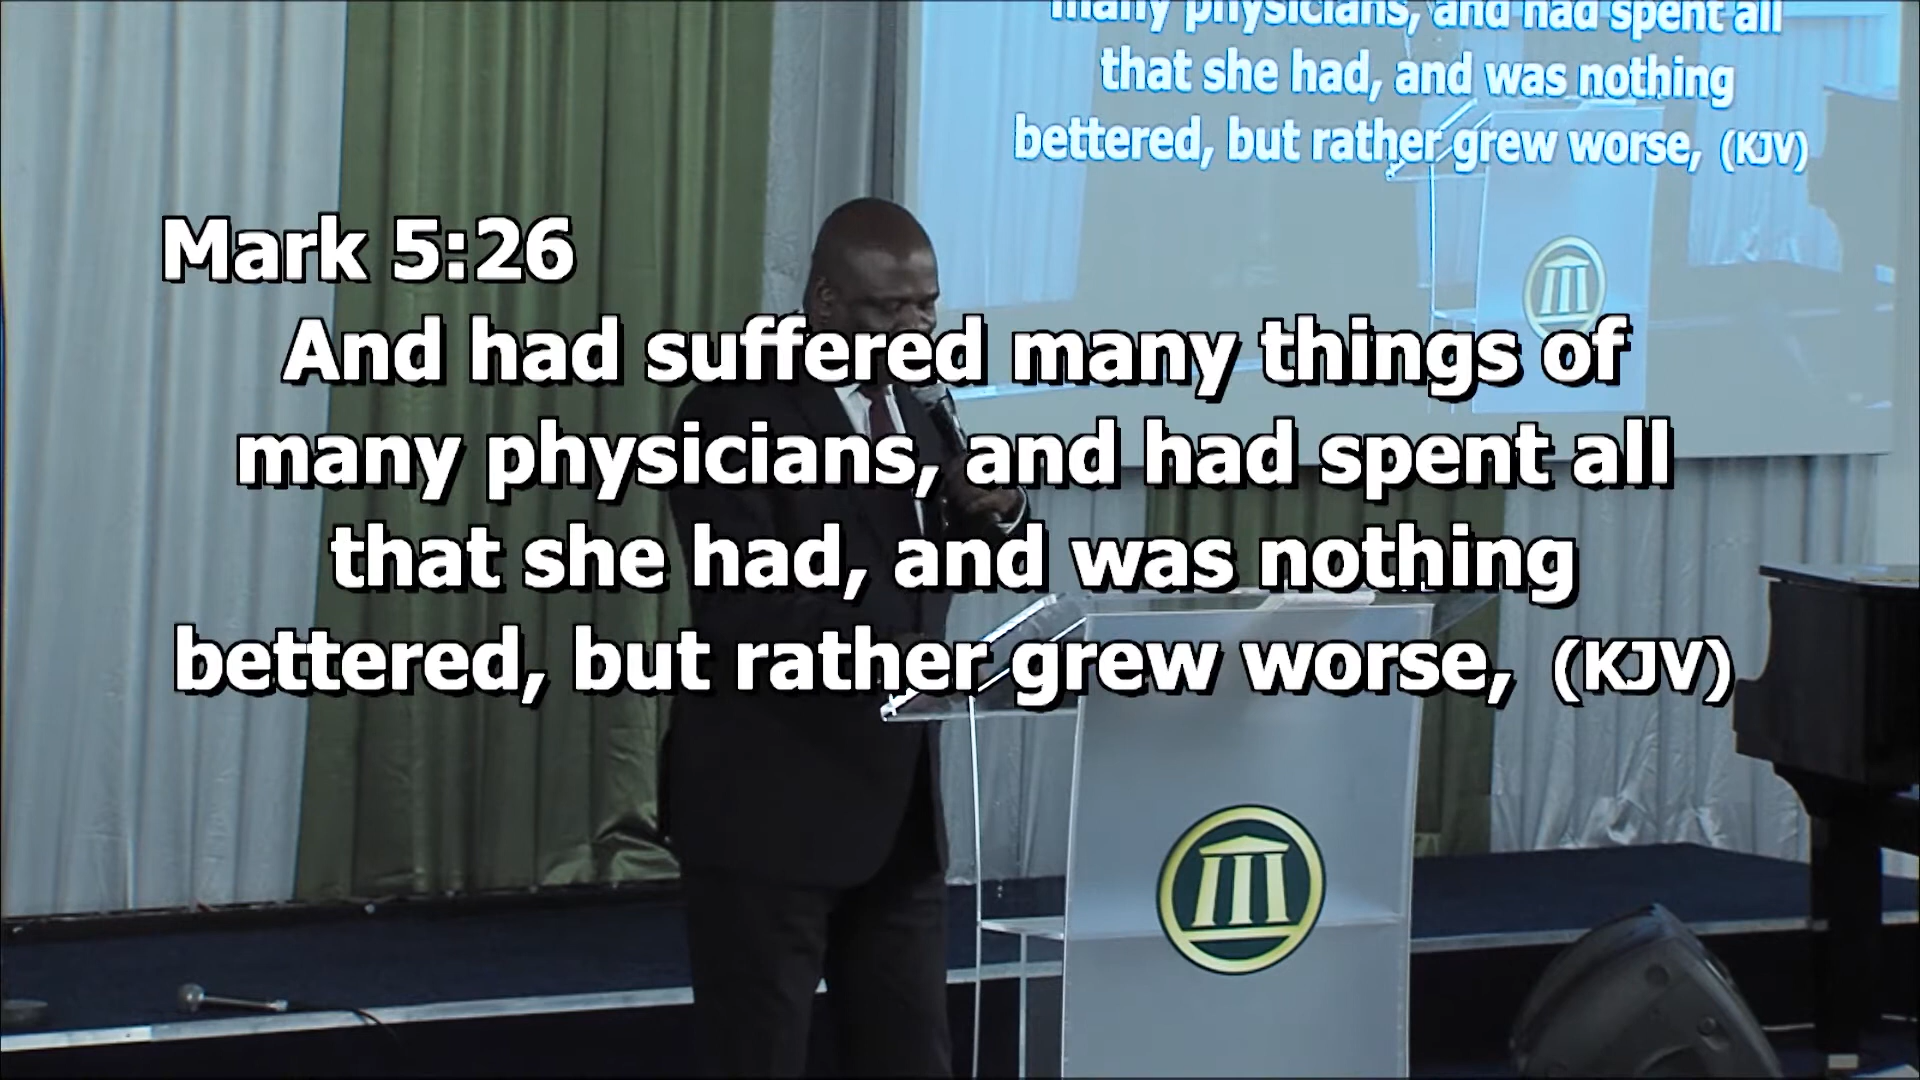 many physicians, and had spent all
that she had, and was nothing
bettered, but rather grew worse, (KJV)
Mark 5:26
And had suffered many things of
many physicians, and had spent all
that she had, and was nothing
bettered, but rather grew worse, (KJV)